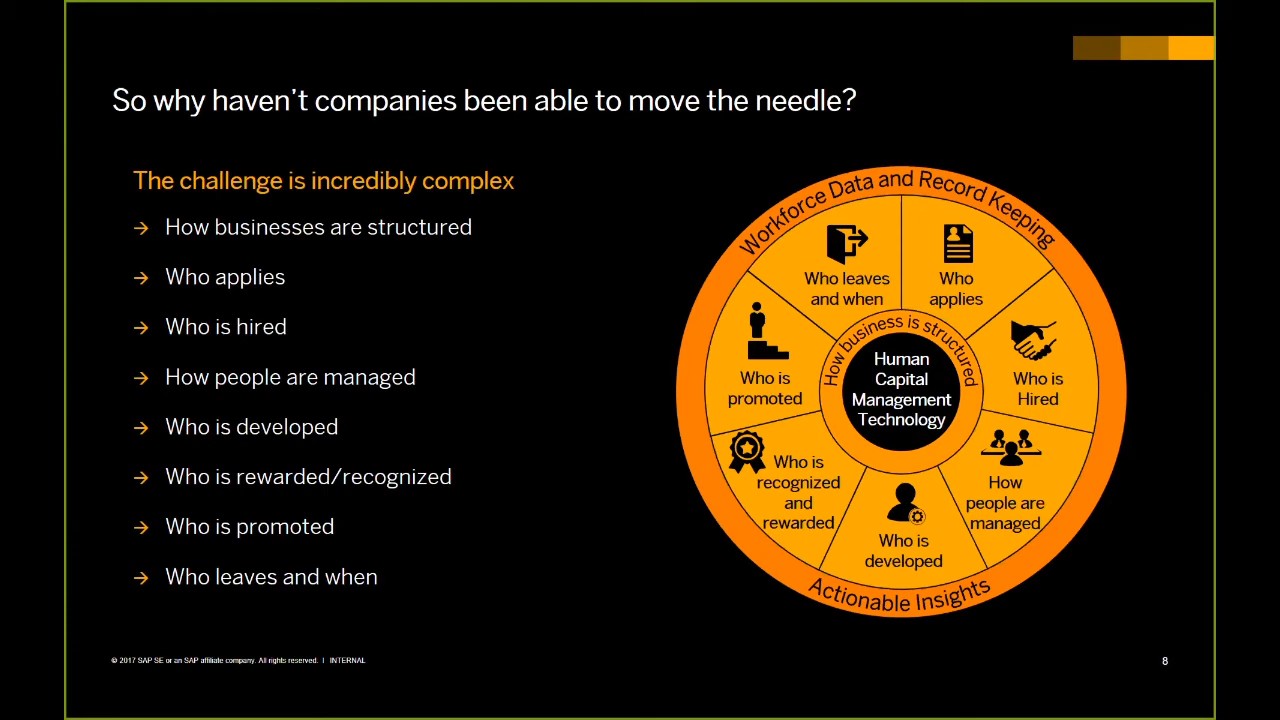 So why haven't companies been able to move the needle?
The challenge is incredibly complex
→ How businesses are structured
→ Who applies
→ Who is hired
→ How people are managed
→ Who is developed
→ Who is rewarded/recognized
→ Who is promoted
→ Who leaves and when
Workforce Data and Record Keeping
Who leaves
and when
Who
applies
Who is
Hired
How
people are
managed
Who is
developed
Who is
recognized
and
rewarded
Who is
promoted
How business is structured
Human
Capital
Management
Technology
Actionable Insights
© 2017 SAP SE or an SAP affiliate company. All rights reserved. | INTERNAL
8